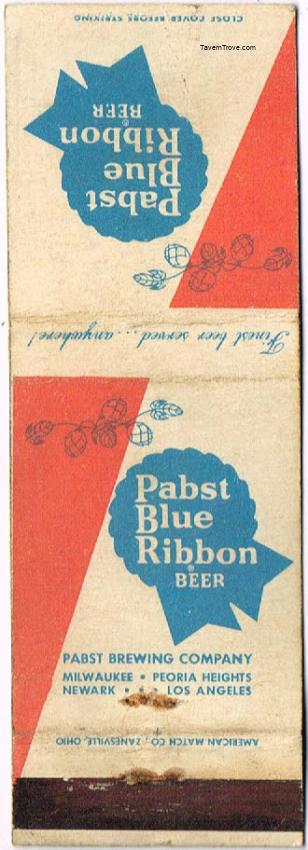 CLOSE COVER BEFORE STRIKING
TavernTrove.com
Pabst
Blue
Ribbon®
BEER
Finest beer served... anywhere!
Pabst
Blue
Ribbon®
BEER
PABST BREWING COMPANY
MILWAUKEE • PEORIA HEIGHTS
NEWARK • • • LOS ANGELES
AMERICAN MATCH CO., ZANESVILLE, OHIO